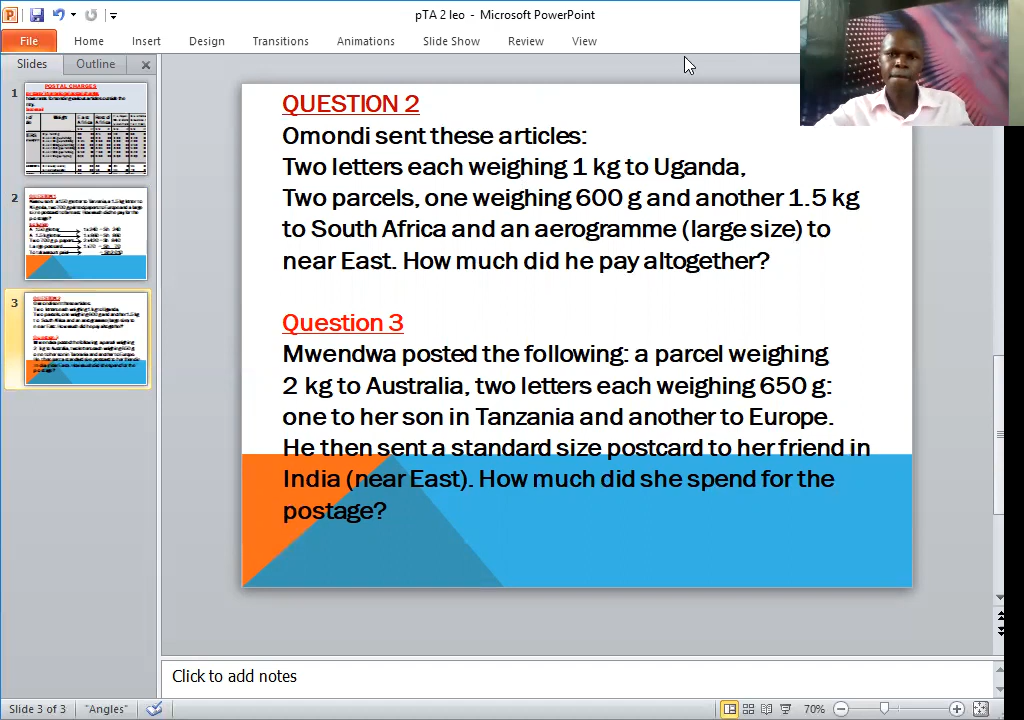 pTA 2 leo - Microsoft PowerPoint
File Home Insert Design Transitions Animations Slide Show Review View
Slides Outline
1
POSTAL CHARGES
2
3
QUESTION 2
Omondi sent these articles:
Two letters each weighing 1 kg to Uganda,
Two parcels, one weighing 600 g and another 1.5 kg
to South Africa and an aerogramme (large size) to
near East. How much did he pay altogether?
Question 3
Mwendwa posted the following: a parcel weighing
2 kg to Australia, two letters each weighing 650 g:
one to her son in Tanzania and another to Europe.
He then sent a standard size postcard to her friend in
India (near East). How much did she spend for the
postage?
Click to add notes
Slide 3 of 3 "Angles" 70%